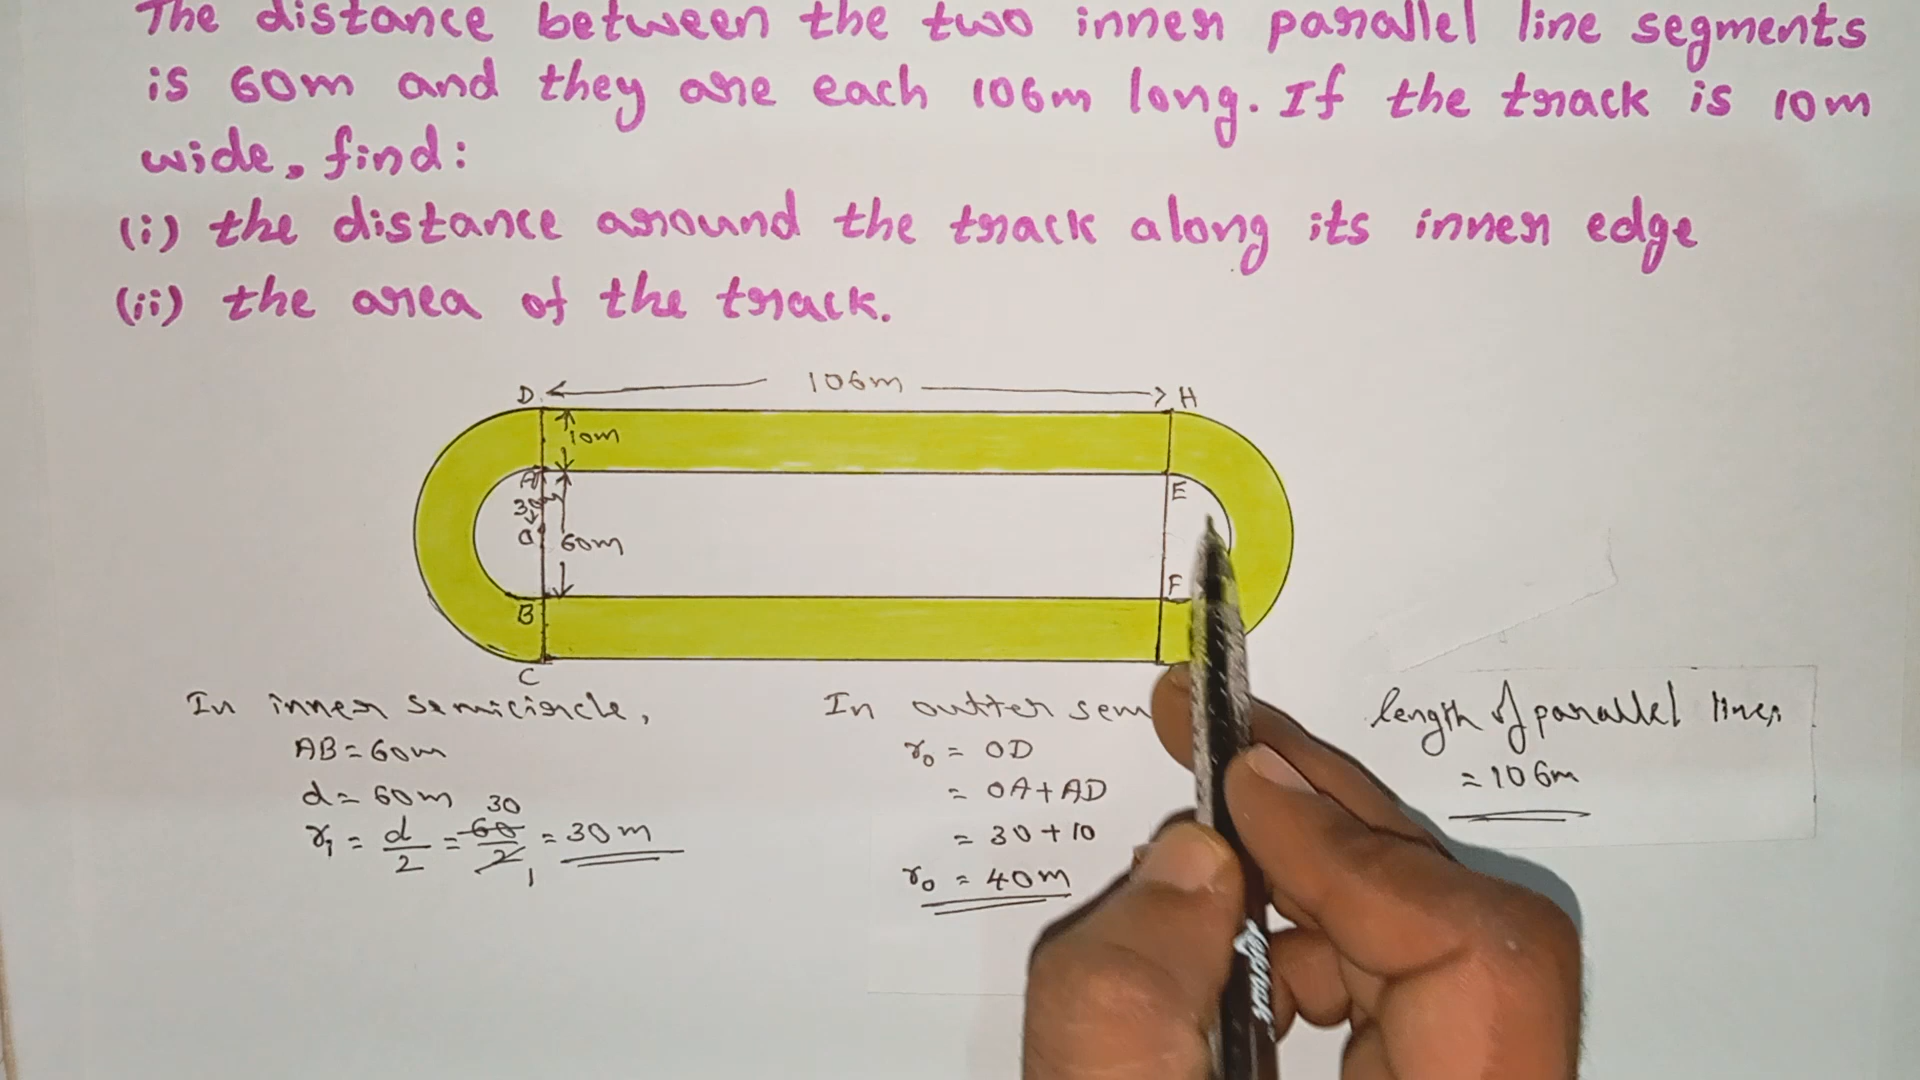 The distance between the two inner parallel line segments
is 60m and they are each 106m long. If the track is 10m
wide, find:
(i) the distance around the track along its inner edge
(ii) the area of the track.
D 106m H
10m
A E
30m
O 60m
F
B
C
In inner semicircle,
AB = 60m
d = 60m
r₁ = d/2 = 60/2 = 30m
30
1
In outter sem
r₀ = OD
= OA + AD
= 30 + 10
r₀ = 40m
length of parallel lines
= 106m